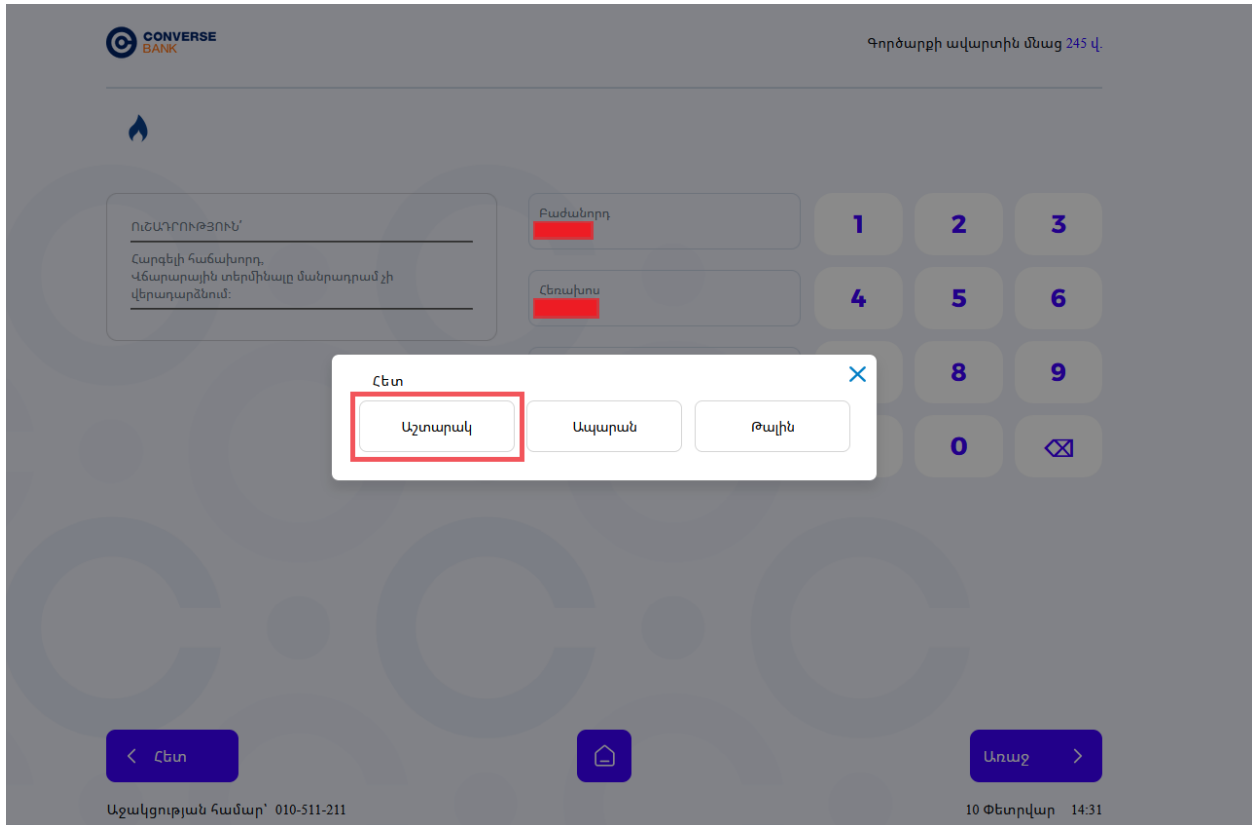 CONVERSE
BANK
Գործարքի ավարտին մնաց 245 վ.
ՈւՇԱԴՐՈՒԹՅՈՒՆ՝
Հարգելի հաճախորդ,
Վճարարային տերմինալը մանրադրամ չի
վերադարձնում:
Բաժանորդ
Հեռախոս
1 2 3
4 5 6
8 9
0
Հետ
Աշտարակ Ապարան Թալին
Հետ
Առաջ
Աջակցության համար՝ 010-511-211
10 Փետրվար 14:31